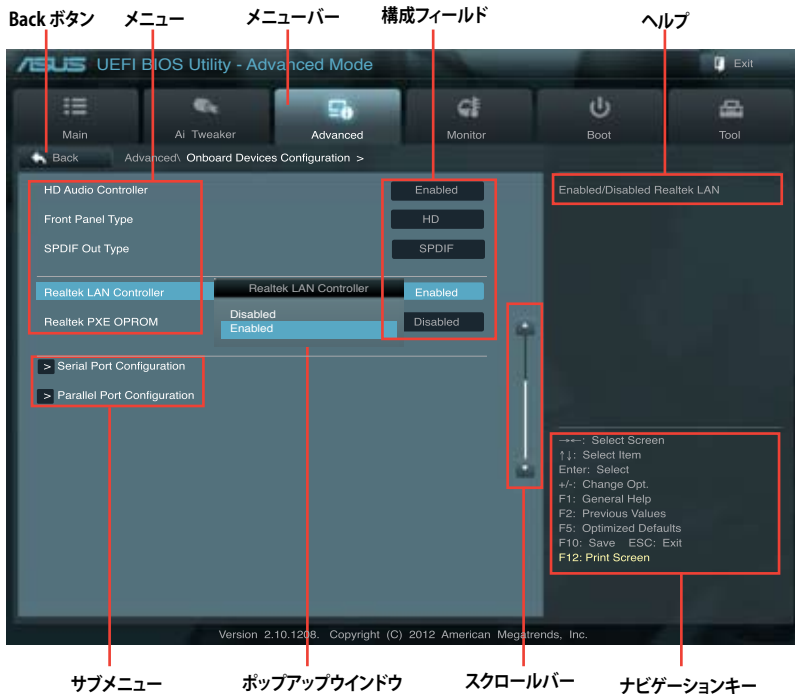 Back ボタン メニュー メニューバー 構成フィールド ヘルプ
ASUS UEFI BIOS Utility - Advanced Mode Exit
Main Ai Tweaker Advanced Monitor Boot Tool
Back Advanced\ Onboard Devices Configuration >
HD Audio Controller Enabled Enabled/Disabled Realtek LAN
Front Panel Type HD
SPDIF Out Type SPDIF
Realtek LAN Controller Realtek LAN Controller Enabled
Disabled
Realtek PXE OPROM Enabled Disabled
> Serial Port Configuration
> Parallel Port Configuration
→←: Select Screen
↑↓: Select Item
Enter: Select
+/-: Change Opt.
F1: General Help
F2: Previous Values
F5: Optimized Defaults
F10: Save ESC: Exit
F12: Print Screen
Version 2.10.1208. Copyright (C) 2012 American Megatrends, Inc.
サブメニュー ポップアップウインドウ スクロールバー ナビゲーションキー